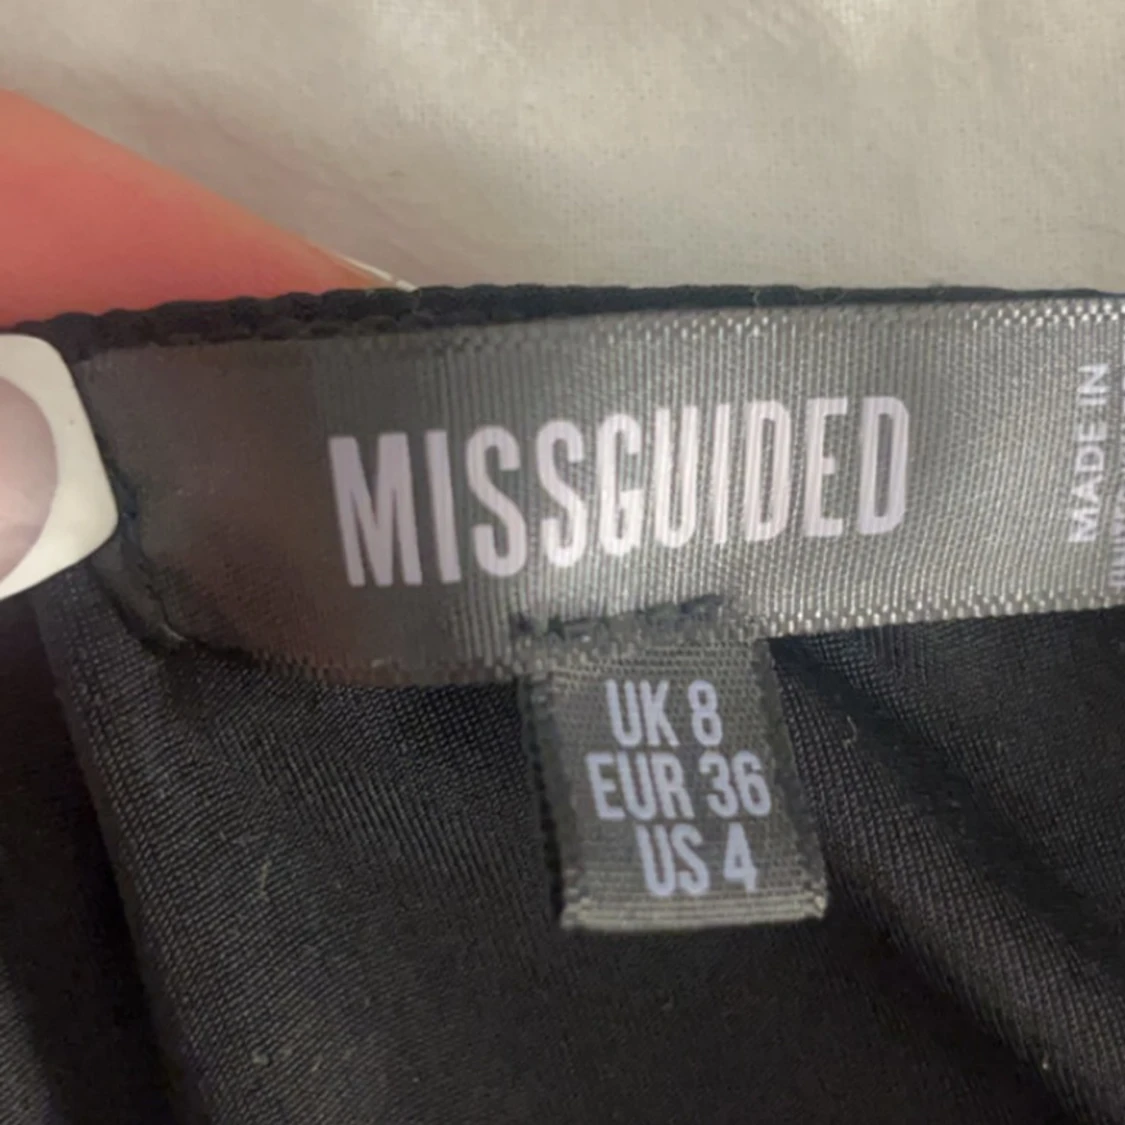 MISSGUIDED
MADE IN
UK 8
EUR 36
US 4